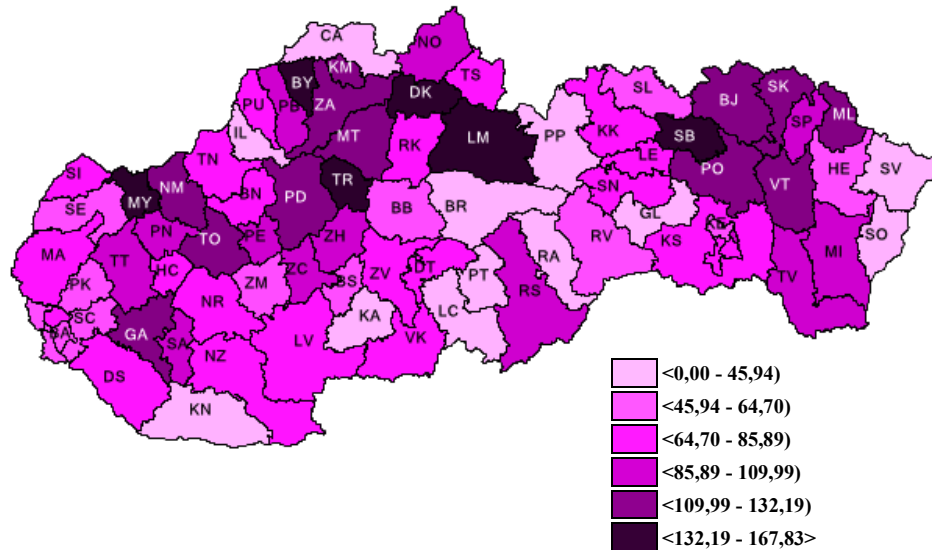 CA
NO
BY
KM
TS
DK
PU
PB
ZA
IL
MT
RK
LM
PP
SL
KK
BJ
SK
SP
ML
SB
LE
PO
HE
SV
VT
SN
GL
SO
SI
TN
NM
MY
SE
BN
PD
TR
BB
BR
PN
TO
PE
ZH
MA
TT
HC
ZM
ZC
BS
ZV
DT
PT
RA
RV
KS
KE
TV
MI
PK
SC
BA
GA
SA
NR
NZ
LV
KA
VK
LC
RS
DS
KN
<0,00 - 45,94)
<45,94 - 64,70)
<64,70 - 85,89)
<85,89 - 109,99)
<109,99 - 132,19)
<132,19 - 167,83>